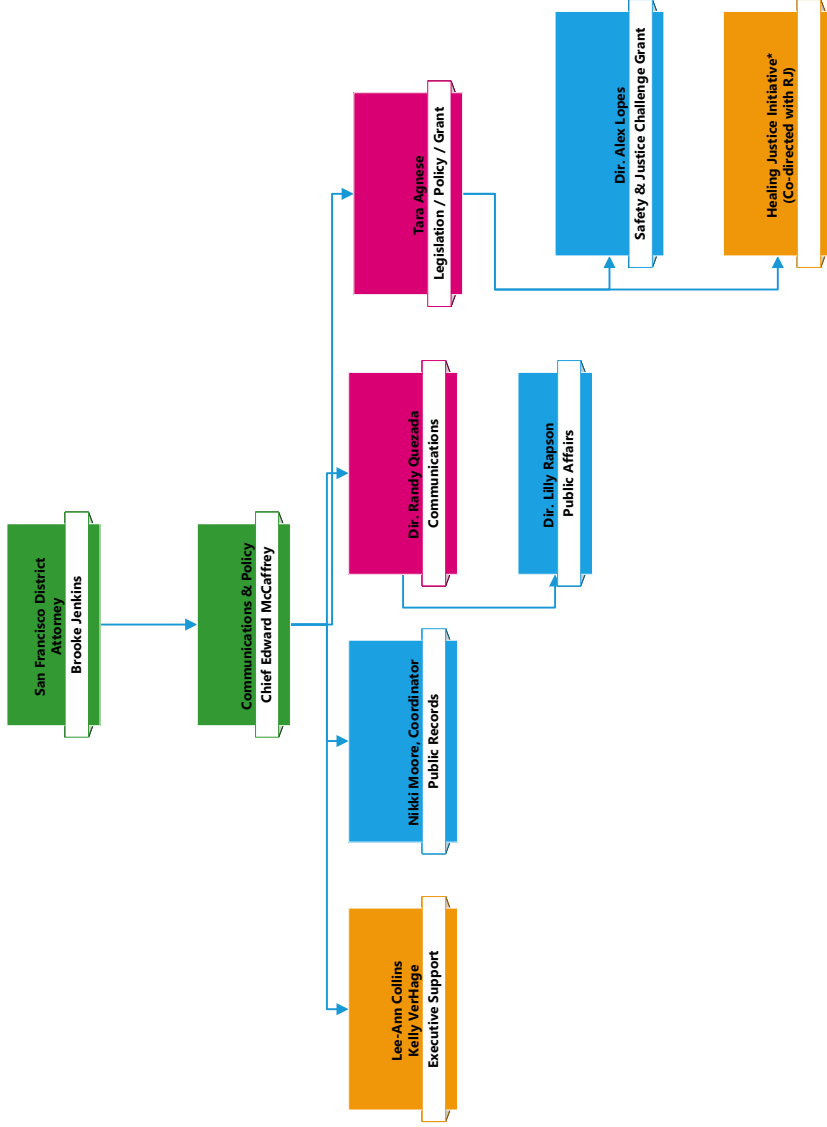 San Francisco District
Attorney
Brooke Jenkins
Communications & Policy
Chief Edward McCaffrey
Lee-Ann Collins
Kelly VerHage
Executive Support
Nikki Moore, Coordinator
Public Records
Dir. Randy Quezada
Communications
Tara Agnese
Legislation / Policy / Grant
Dir. Lilly Rapson
Public Affairs
Dir. Alex Lopes
Safety & Justice Challenge Grant
Healing Justice Initiative*
(Co-directed with RJ)